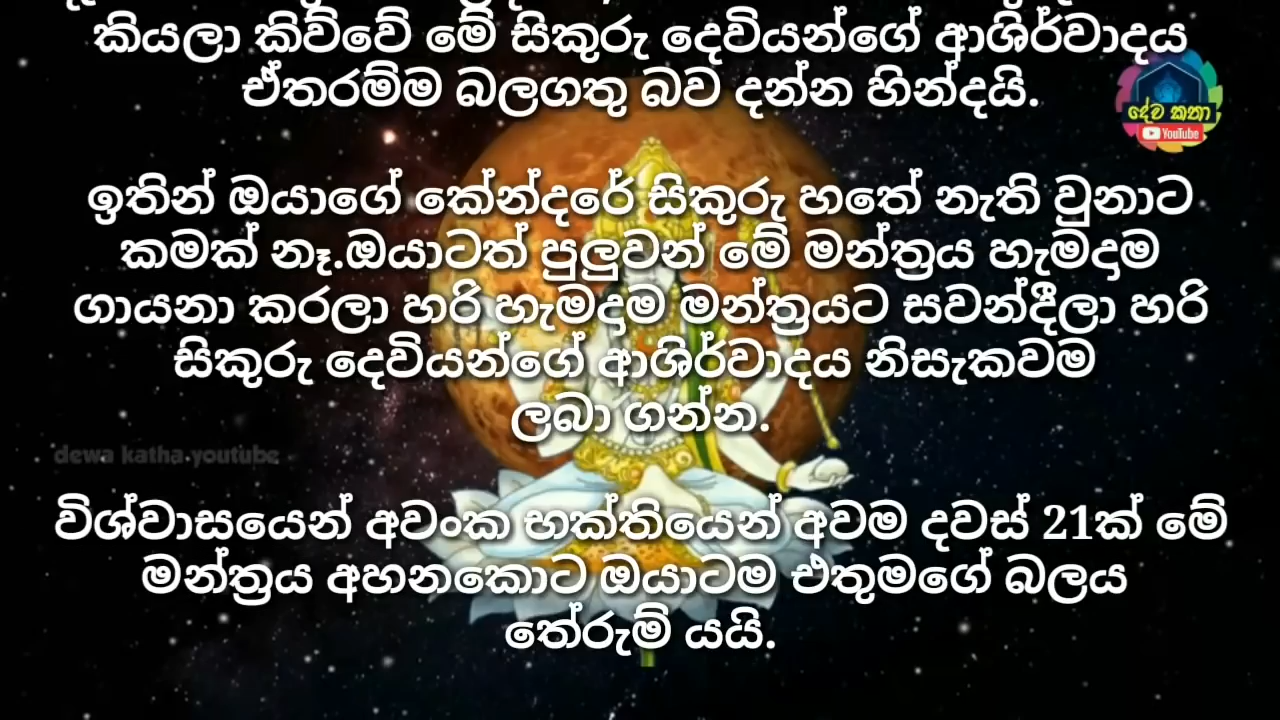 කියලා කිව්වේ මේ සිකුරු දෙවියන්ගේ ආශිර්වාදය
ඒතරම්ම බලගතු බව දන්න හින්දයි.
දේව කතා
YouTube
ඉතින් ඔයාගේ කේන්දරේ සිකුරු හතේ නැති වුනාට
කමක් නෑ.ඔයාටත් පුලුවන් මේ මන්ත්‍රය හැමදාම
ගායනා කරලා හරි හැමදාම මන්ත්‍රයට සවන්දීලා හරි
සිකුරු දෙවියන්ගේ ආශිර්වාදය නිසැකවම
ලබා ගන්න.
dewa katha youtube
විශ්වාසයෙන් අවංක භක්තියෙන් අවම දවස් 21ක් මේ
මන්ත්‍රය අහනකොට ඔයාටම එතුමගේ බලය
තේරුම් යයි.